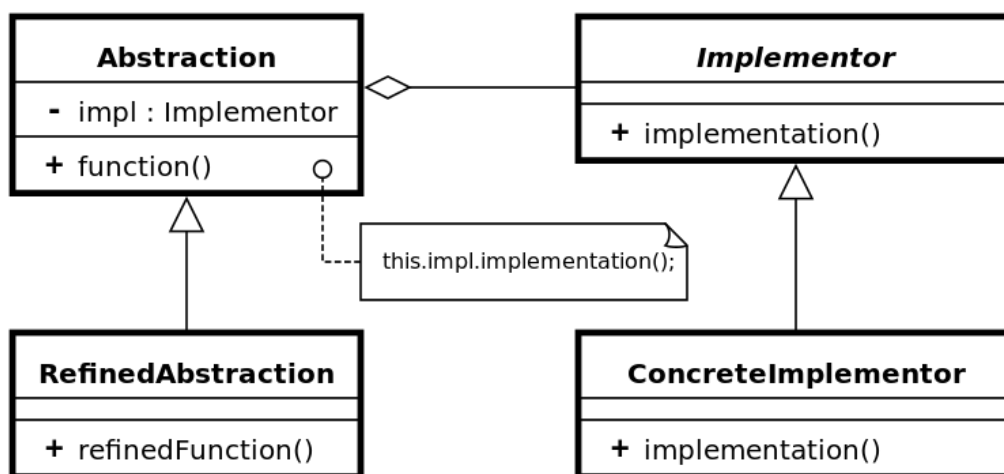 Abstraction
- impl : Implementor
+ function()
Implementor
+ implementation()
this.impl.implementation();
RefinedAbstraction
+ refinedFunction()
ConcreteImplementor
+ implementation()